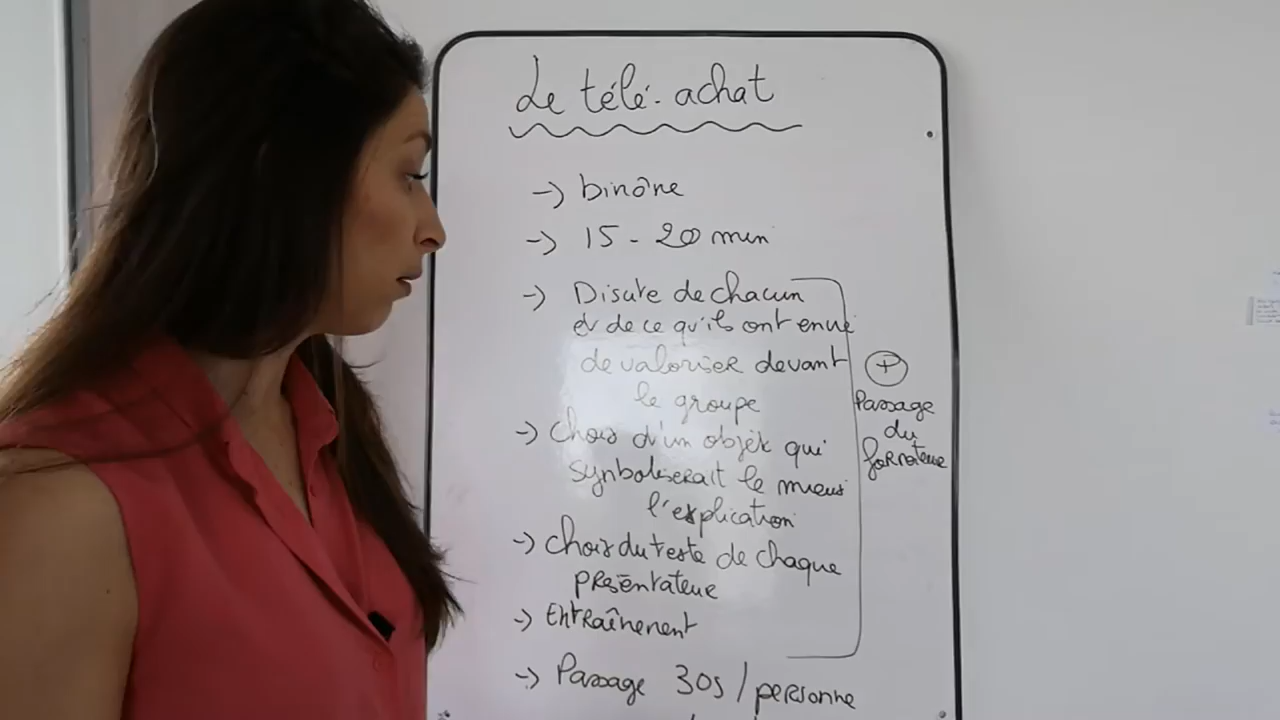 Le télé-achat
-> binône
-> 15 - 20 min
-> Disute de chacun
et de ce qu'ils ont envie
de valoriser devant
le groupe
-> Choix d'un objet qui
symboliserait le mieux
l'explication
-> Choix du texte de chaque
présentateur
-> Entraînement
-> Passage 30s / personne
+
Passage
du
formateur